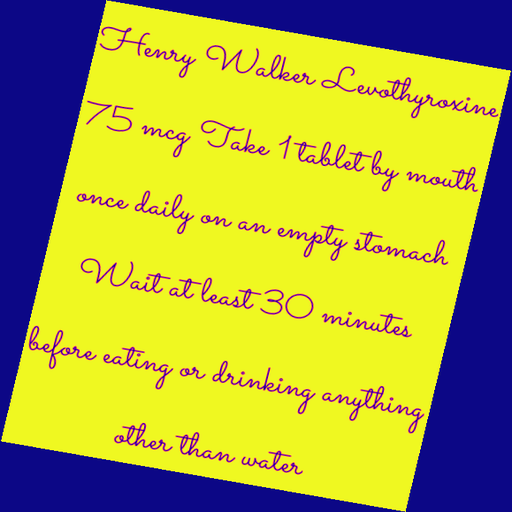 Henry Walker Levothyroxine
75 mcg Take 1 tablet by mouth
once daily on an empty stomach
Wait at least 30 minutes
before eating or drinking anything
other than water